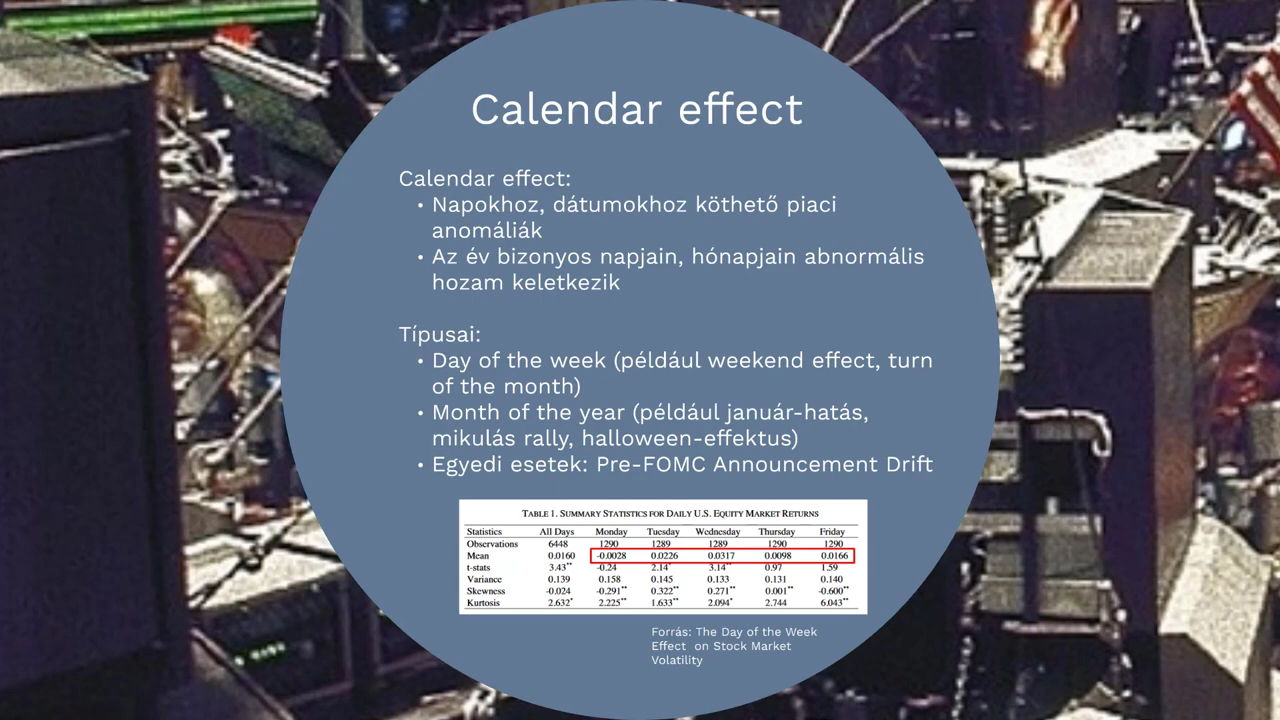 Calendar effect
Calendar effect:
• Napokhoz, dátumokhoz köthető piaci
anomáliák
• Az év bizonyos napjain, hónapjain abnormális
hozam keletkezik
Típusai:
• Day of the week (például weekend effect, turn
of the month)
• Month of the year (például január-hatás,
mikulás rally, halloween-effektus)
• Egyedi esetek: Pre-FOMC Announcement Drift
TABLE 1. SUMMARY STATISTICS FOR DAILY U.S. EQUITY MARKET RETURNS
Statistics All Days Monday Tuesday Wednesday Thursday Friday
Observations 6448 1290 1289 1289 1290 1290
Mean 0.0160 -0.0028 0.0226 0.0317 0.0098 0.0166
t-stats 3.43** -0.24 2.14* 3.14** 0.97 1.59
Variance 0.139 0.158 0.145 0.133 0.131 0.140
Skewness -0.024 -0.291** 0.322** 0.271** 0.001** -0.600**
Kurtosis 2.632* 2.225** 1.633** 2.094* 2.744 6.043**
Forrás: The Day of the Week
Effect on Stock Market
Volatility